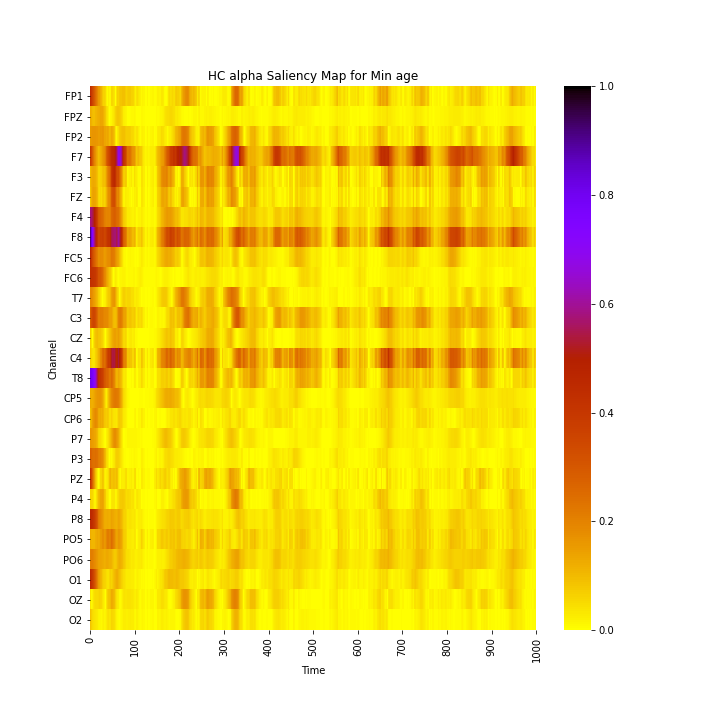 HC alpha Saliency Map for Min age
Channel
FP1
FPZ
FP2
F7
F3
FZ
F4
F8
FC5
FC6
T7
C3
CZ
C4
T8
CP5
CP6
P7
P3
PZ
P4
P8
PO5
PO6
O1
OZ
O2
0 100 200 300 400 500 600 700 800 900 1000
Time
1.0
0.8
0.6
0.4
0.2
0.0